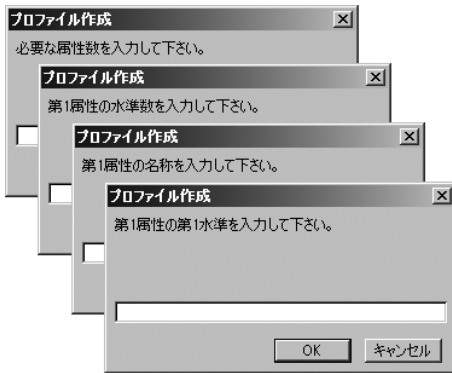 プロファイル作成
必要な属性数を入力して下さい。
プロファイル作成
第1属性の水準数を入力して下さい。
プロファイル作成
第1属性の名称を入力して下さい。
プロファイル作成
第1属性の第1水準を入力して下さい。
OK キャンセル